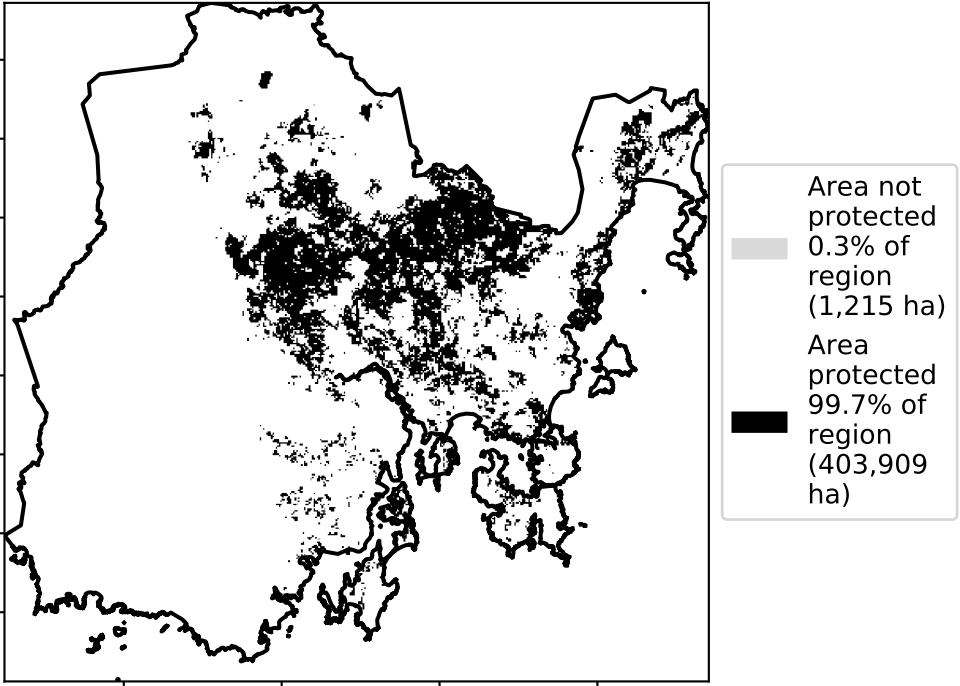 Area not
protected
0.3% of
region
(1,215 ha)
Area
protected
99.7% of
region
(403,909
ha)